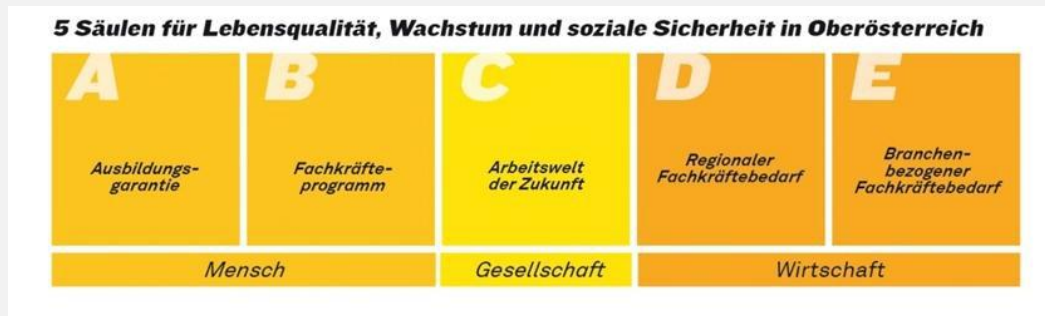 5 Säulen für Lebensqualität, Wachstum und soziale Sicherheit in Oberösterreich
A
Ausbildungs-
garantie
B
Fachkräfte-
programm
C
Arbeitswelt
der Zukunft
D
Regionaler
Fachkräftebedarf
E
Branchen-
bezogener
Fachkräftebedarf
Mensch
Gesellschaft
Wirtschaft